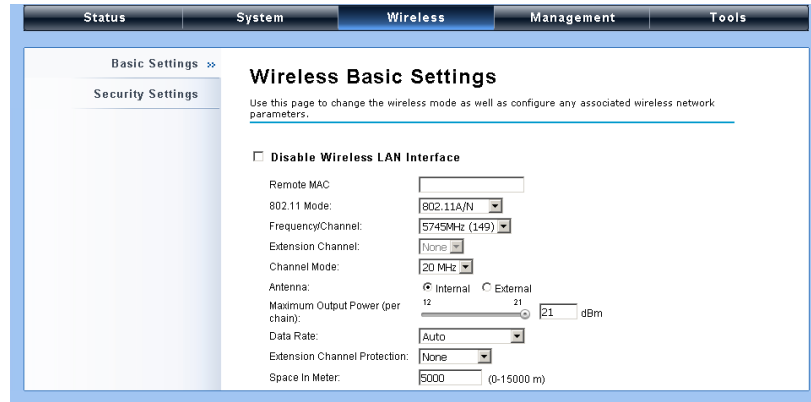 Status System Wireless Management Tools
Basic Settings »
Security Settings
Wireless Basic Settings
Use this page to change the wireless mode as well as configure any associated wireless network
parameters.
Disable Wireless LAN Interface
Remote MAC
802.11 Mode: 802.11A/N
Frequency/Channel: 5745MHz (149)
Extension Channel: None
Channel Mode: 20 MHz
Antenna: Internal External
Maximum Output Power (per
chain): 12 21 21 dBm
Data Rate: Auto
Extension Channel Protection: None
Space In Meter: 5000 (0-15000 m)